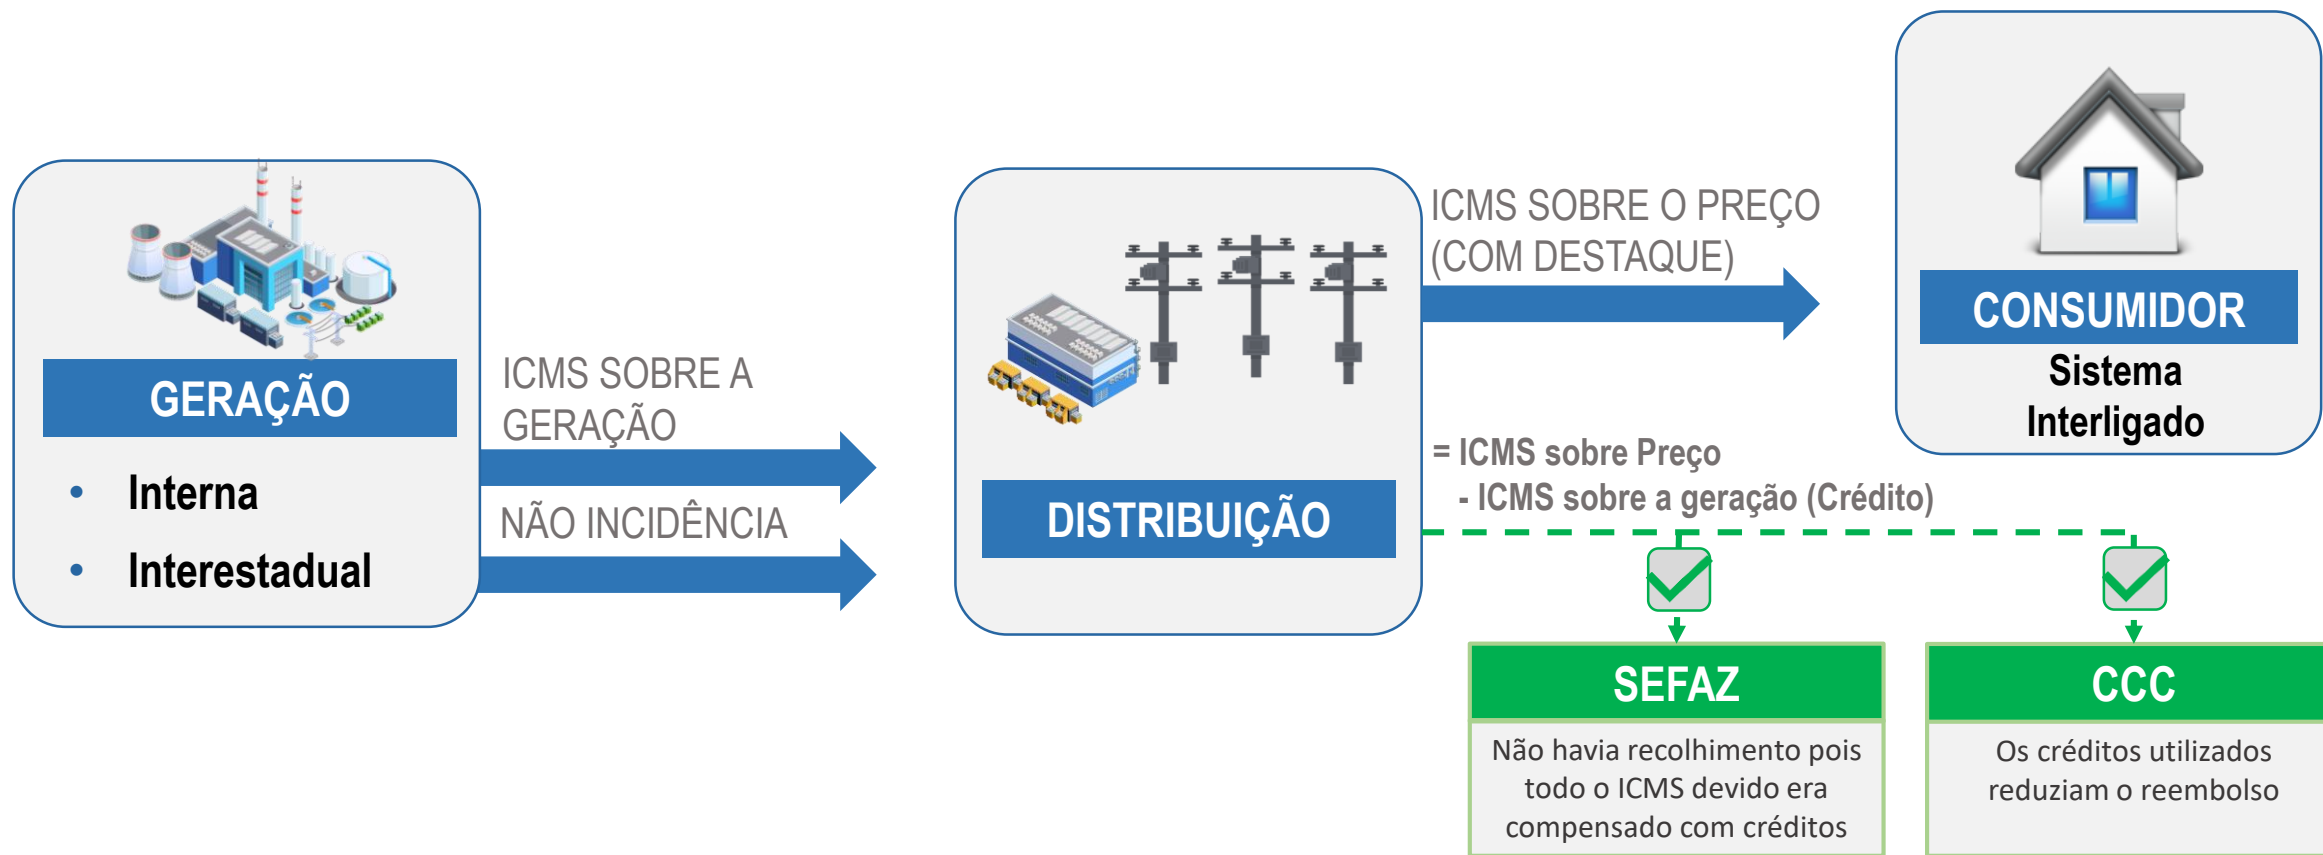 GERAÇÃO
• Interna
• Interestadual
ICMS SOBRE A
GERAÇÃO
NÃO INCIDÊNCIA
DISTRIBUIÇÃO
ICMS SOBRE O PREÇO
(COM DESTAQUE)
CONSUMIDOR
Sistema
Interligado
= ICMS sobre Preço
- ICMS sobre a geração (Crédito)
SEFAZ
Não havia recolhimento pois
todo o ICMS devido era
compensado com créditos
CCC
Os créditos utilizados
reduziam o reembolso